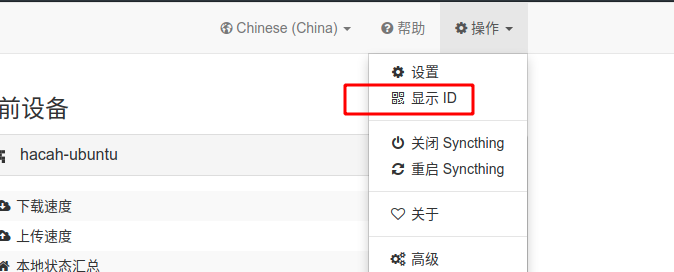 Chinese (China) 帮助 操作
设置
显示 ID
关闭 Syncthing
重启 Syncthing
关于
高级
前设备
hacah-ubuntu
下载速度
上传速度
本地状态汇总